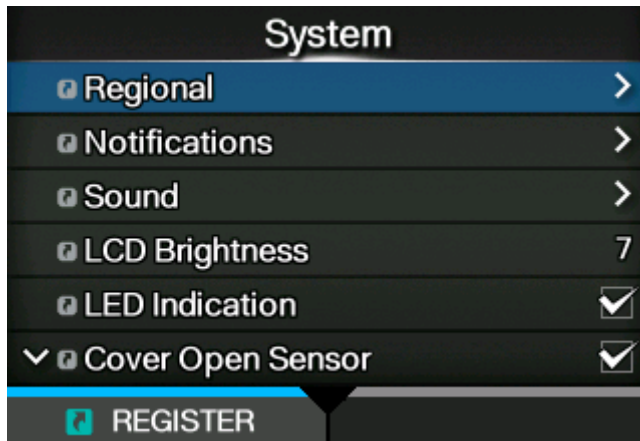 System
Regional
Notifications
Sound
LCD Brightness 7
LED Indication
Cover Open Sensor
REGISTER